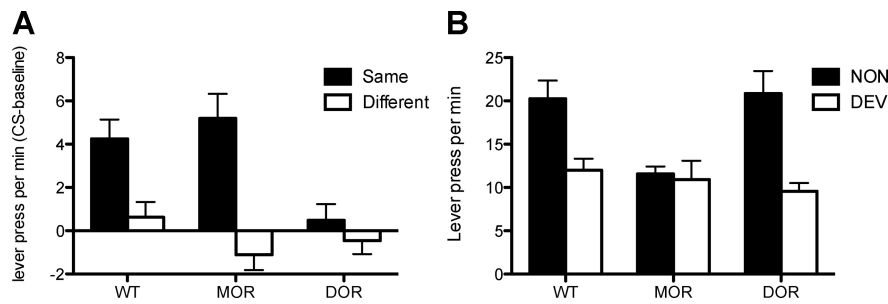 A
lever press per min (CS-baseline)
8
6
4
2
0
-2
Same
Different
WT
MOR
DOR
B
Lever press per min
25
20
15
10
5
0
NON
DEV
WT
MOR
DOR